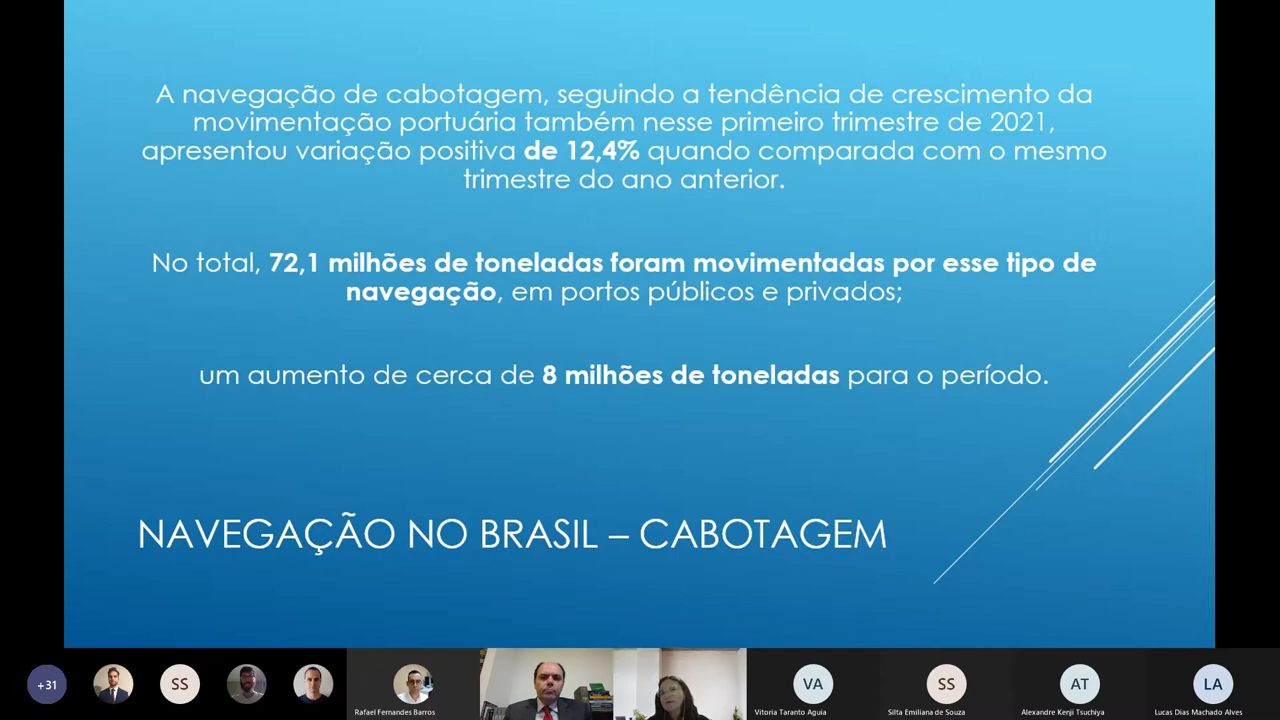 A navegação de cabotagem, seguindo a tendência de crescimento da
movimentação portuária também nesse primeiro trimestre de 2021,
apresentou variação positiva de 12,4% quando comparada com o mesmo
trimestre do ano anterior.
No total, 72,1 milhões de toneladas foram movimentadas por esse tipo de
navegação, em portos públicos e privados;
um aumento de cerca de 8 milhões de toneladas para o período.
NAVEGAÇÃO NO BRASIL – CABOTAGEM
+31
SS
Rafael Fernandes Barros
VA
Vitoria Taranto Aguia
SS
Silta Emiliana de Souza
AT
Alexandre Kenji Tsuchiya
LA
Lucas Dias Machado Alves